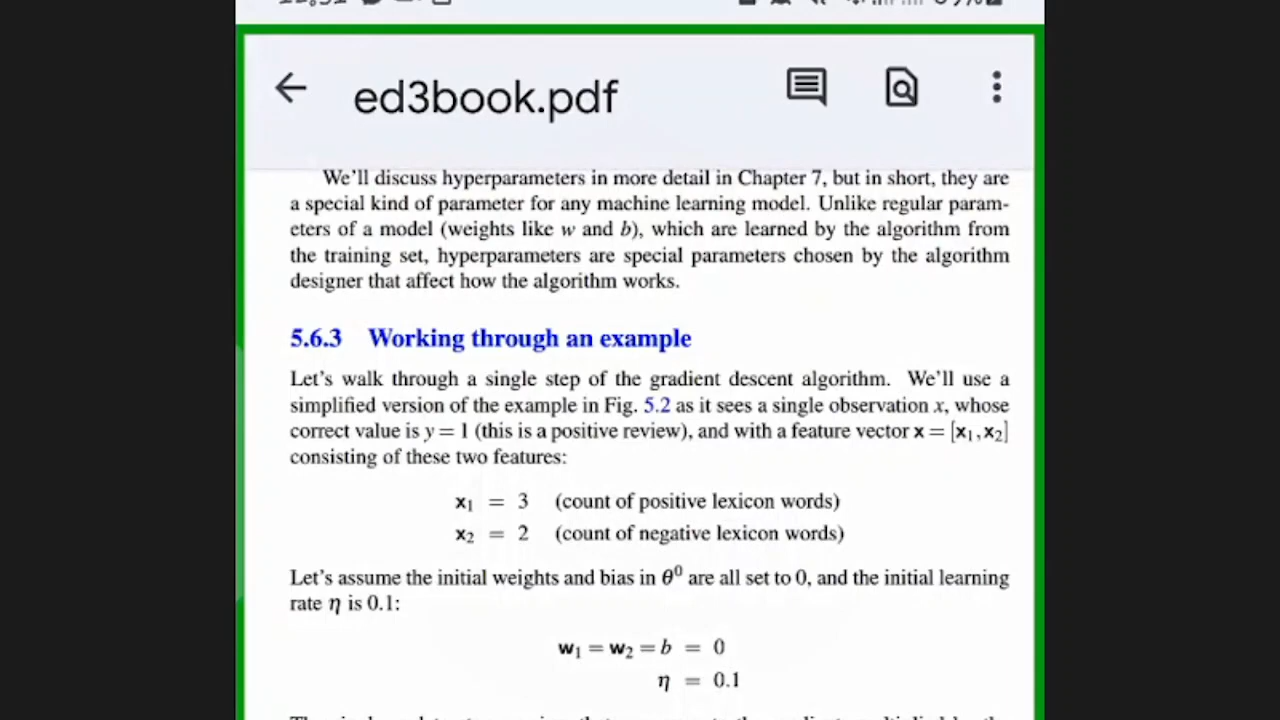 ed3book.pdf
We'll discuss hyperparameters in more detail in Chapter 7, but in short, they are
a special kind of parameter for any machine learning model. Unlike regular param-
eters of a model (weights like w and b), which are learned by the algorithm from
the training set, hyperparameters are special parameters chosen by the algorithm
designer that affect how the algorithm works.
5.6.3 Working through an example
Let's walk through a single step of the gradient descent algorithm. We'll use a
simplified version of the example in Fig. 5.2 as it sees a single observation x, whose
correct value is y = 1 (this is a positive review), and with a feature vector x = [x₁, x₂]
consisting of these two features:
x₁ = 3 (count of positive lexicon words)
x₂ = 2 (count of negative lexicon words)
Let's assume the initial weights and bias in θ⁰ are all set to 0, and the initial learning
rate η is 0.1:
w₁ = w₂ = b = 0
η = 0.1